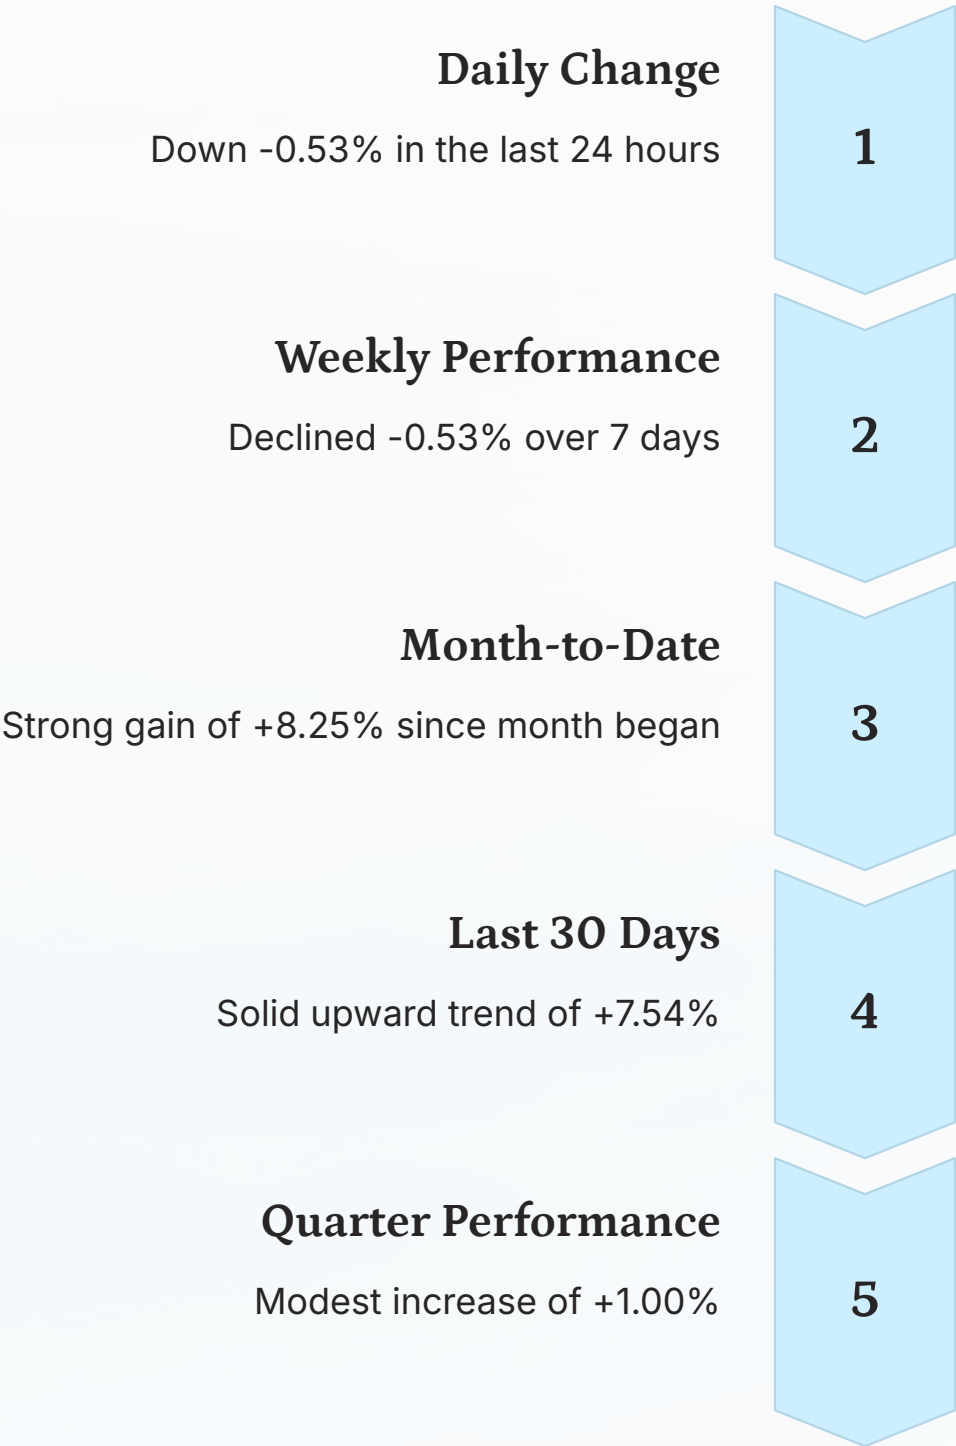 Daily Change
Down -0.53% in the last 24 hours
1
Weekly Performance
Declined -0.53% over 7 days
2
Month-to-Date
Strong gain of +8.25% since month began
3
Last 30 Days
Solid upward trend of +7.54%
4
Quarter Performance
Modest increase of +1.00%
5